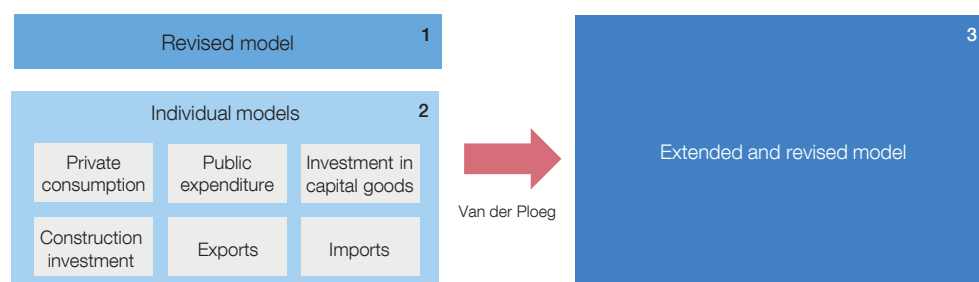 Revised model
1
Individual models
2
Private
consumption
Public
expenditure
Investment in
capital goods
Construction
investment
Exports
Imports
Van der Ploeg
3
Extended and revised model